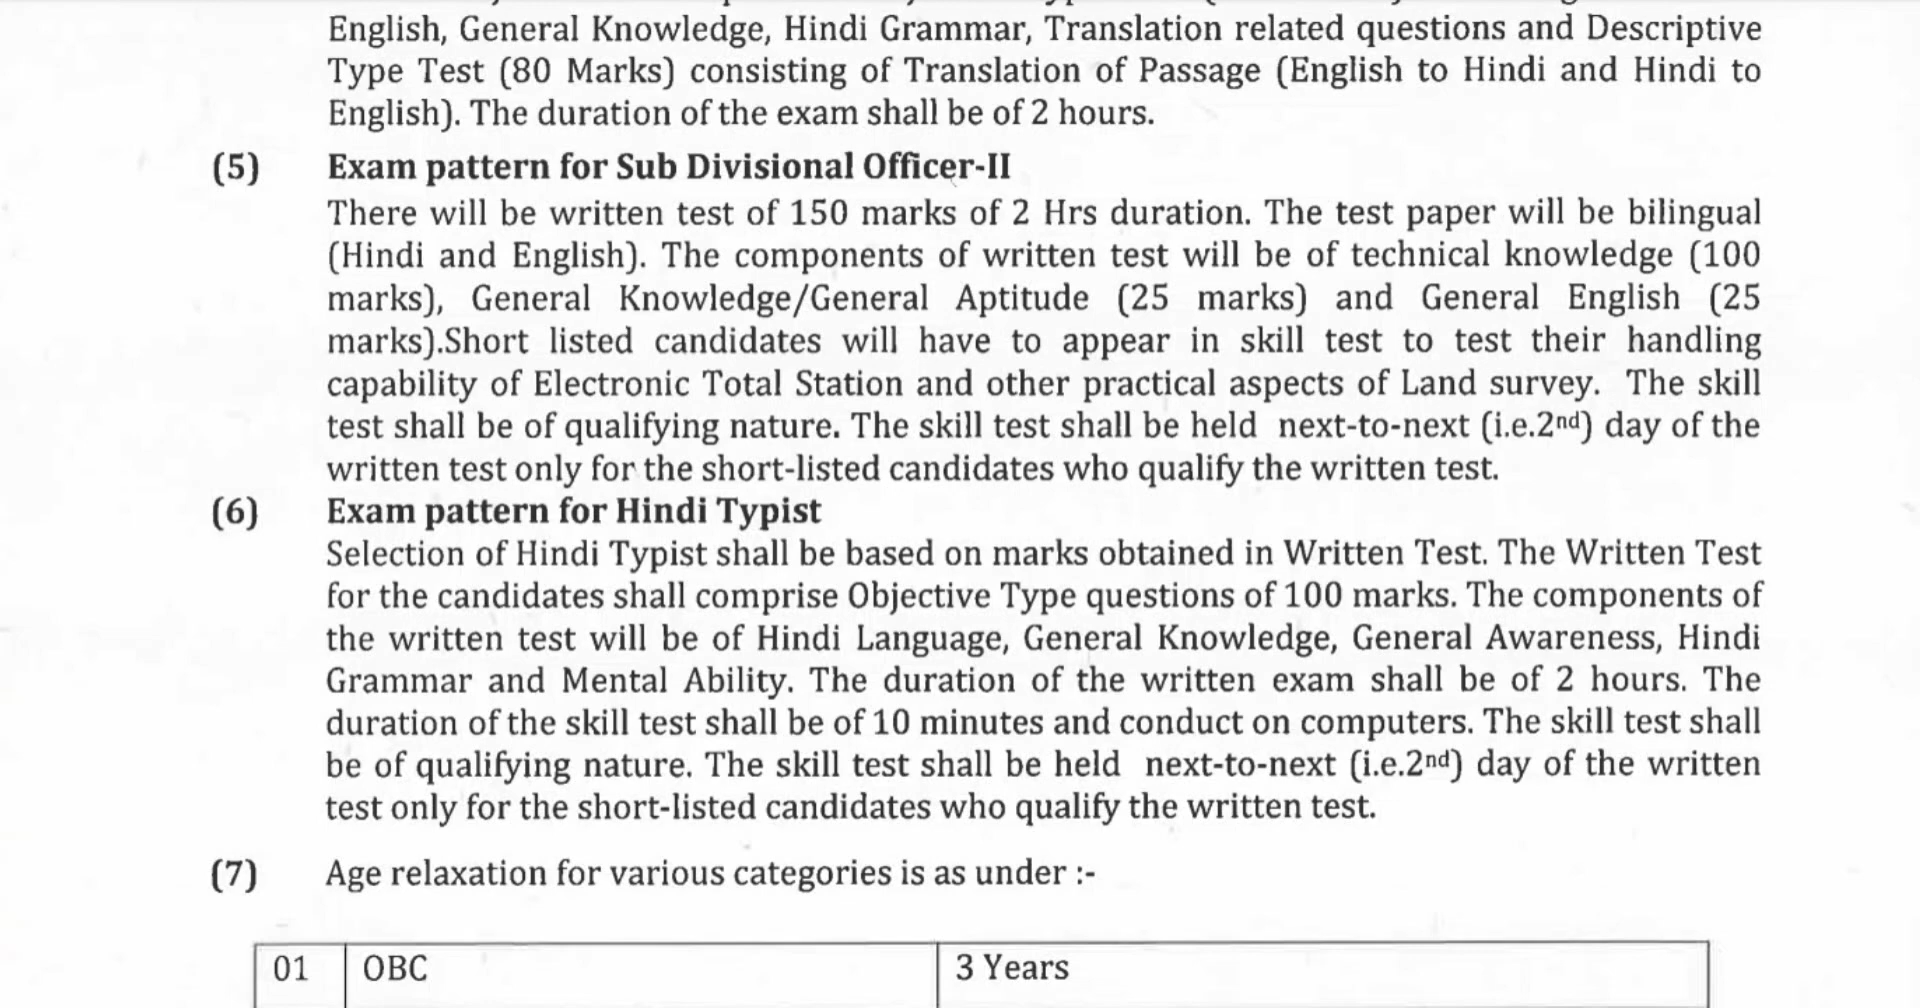 English, General Knowledge, Hindi Grammar, Translation related questions and Descriptive
Type Test (80 Marks) consisting of Translation of Passage (English to Hindi and Hindi to
English). The duration of the exam shall be of 2 hours.
(5) Exam pattern for Sub Divisional Officer-II
There will be written test of 150 marks of 2 Hrs duration. The test paper will be bilingual
(Hindi and English). The components of written test will be of technical knowledge (100
marks), General Knowledge/General Aptitude (25 marks) and General English (25
marks).Short listed candidates will have to appear in skill test to test their handling
capability of Electronic Total Station and other practical aspects of Land survey. The skill
test shall be of qualifying nature. The skill test shall be held next-to-next (i.e.2nd) day of the
written test only for the short-listed candidates who qualify the written test.
(6) Exam pattern for Hindi Typist
Selection of Hindi Typist shall be based on marks obtained in Written Test. The Written Test
for the candidates shall comprise Objective Type questions of 100 marks. The components of
the written test will be of Hindi Language, General Knowledge, General Awareness, Hindi
Grammar and Mental Ability. The duration of the written exam shall be of 2 hours. The
duration of the skill test shall be of 10 minutes and conduct on computers. The skill test shall
be of qualifying nature. The skill test shall be held next-to-next (i.e.2nd) day of the written
test only for the short-listed candidates who qualify the written test.
(7) Age relaxation for various categories is as under :-
01 OBC 3 Years